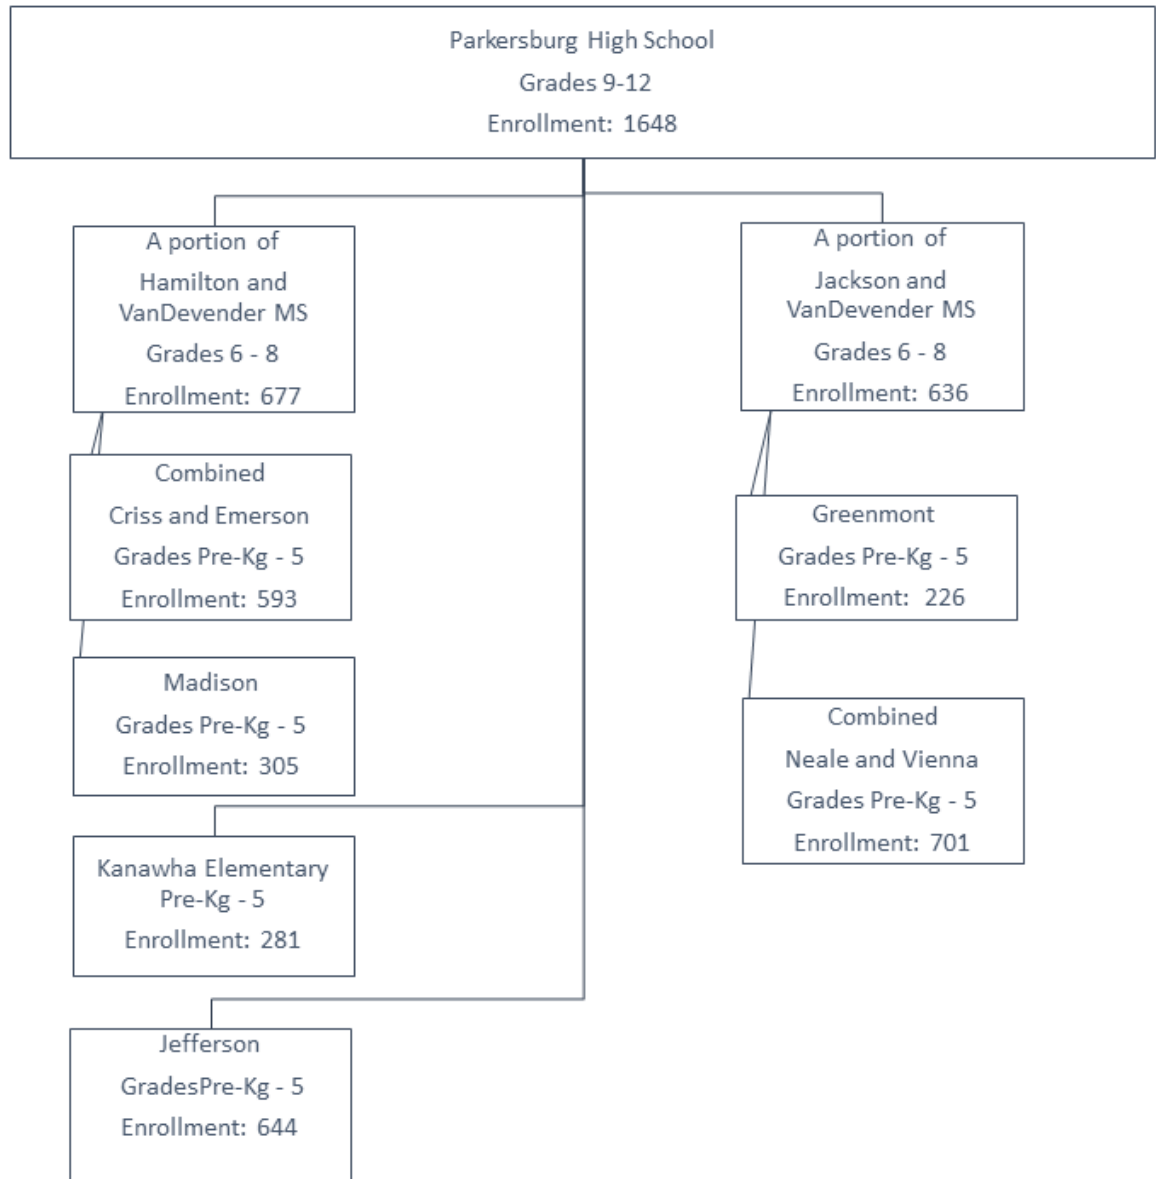 Parkersburg High School
Grades 9-12
Enrollment: 1648
A portion of
Hamilton and
VanDevender MS
Grades 6 - 8
Enrollment: 677
A portion of
Jackson and
VanDevender MS
Grades 6 - 8
Enrollment: 636
Combined
Criss and Emerson
Grades Pre-Kg - 5
Enrollment: 593
Greenmont
Grades Pre-Kg - 5
Enrollment: 226
Madison
Grades Pre-Kg - 5
Enrollment: 305
Combined
Neale and Vienna
Grades Pre-Kg - 5
Enrollment: 701
Kanawha Elementary
Pre-Kg - 5
Enrollment: 281
Jefferson
GradesPre-Kg - 5
Enrollment: 644